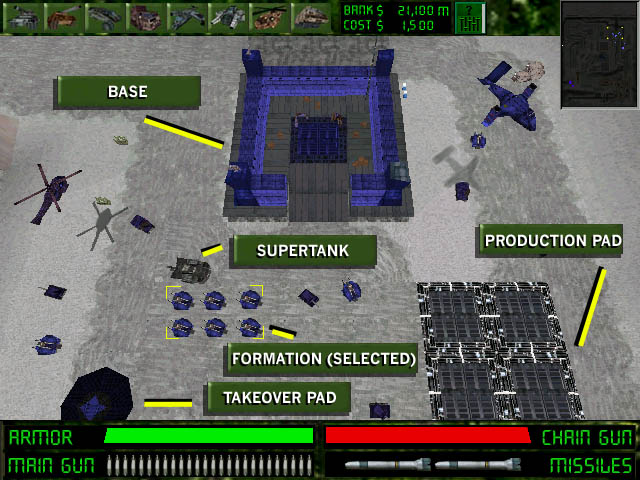 BANK $ 21,100 m
COST $ 1,500
?
BASE
PRODUCTION PAD
SUPERTANK
FORMATION (SELECTED)
TAKEOVER PAD
ARMOR
CHAIN GUN
MAIN GUN
MISSILES